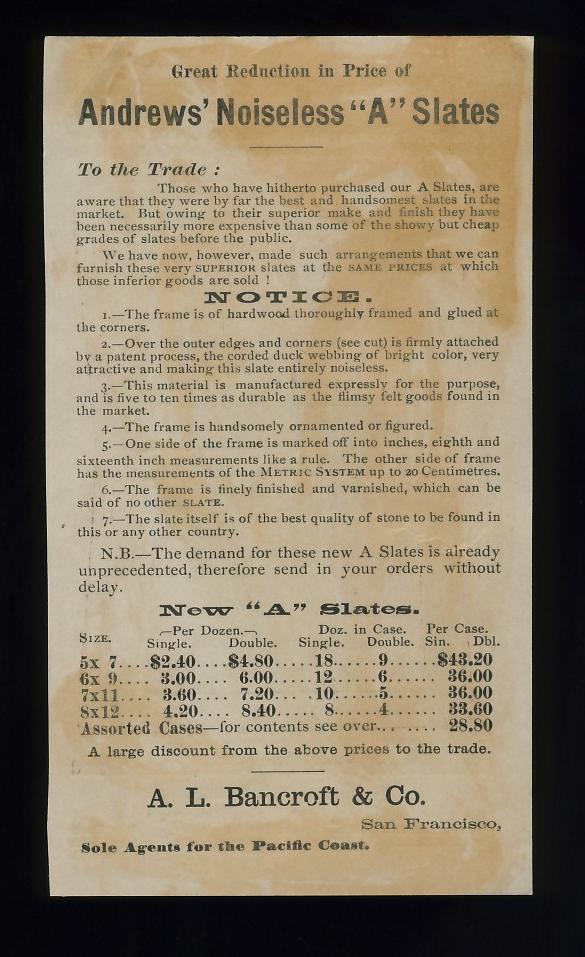 Great Reduction in Price of
Andrews' Noiseless "A" Slates
To the Trade :
Those who have hitherto purchased our A Slates, are
aware that they were by far the best and handsomest slates in the
market. But owing to their superior make and finish they have
been necessarily more expensive than some of the showy but cheap
grades of slates before the public.
We have now, however, made such arrangements that we can
furnish these very SUPERIOR slates at the SAME PRICES at which
those inferior goods are sold !
NOTICE.
1.—The frame is of hardwood thoroughly framed and glued at
the corners.
2.—Over the outer edges and corners (see cut) is firmly attached
by a patent process, the corded duck webbing of bright color, very
attractive and making this slate entirely noiseless.
3.—This material is manufactured expressly for the purpose,
and is five to ten times as durable as the flimsy felt goods found in
the market.
4.—The frame is handsomely ornamented or figured.
5.—One side of the frame is marked off into inches, eighth and
sixteenth inch measurements like a rule. The other side of frame
has the measurements of the METRIC SYSTEM up to 20 Centimetres.
6.—The frame is finely finished and varnished, which can be
said of no other SLATE.
7.—The slate itself is of the best quality of stone to be found in
this or any other country.
N.B.—The demand for these new A Slates is already
unprecedented, therefore send in your orders without
delay.
New "A" Slates.
SIZE. —Per Dozen.— Doz. in Case. Per Case.
Single. Double. Single. Double. Sin. Dbl.
5x 7....$2.40....$4.80.....18......9......$43.20
6x 9.... 3.00.... 6.00.....12......6...... 36.00
7x11.... 3.60.... 7.20.....10......5...... 36.00
8x12.... 4.20.... 8.40..... 8......4...... 33.60
Assorted Cases—for contents see over........ 28.80
A large discount from the above prices to the trade.
A. L. Bancroft & Co.
San Francisco,
Sole Agents for the Pacific Coast.